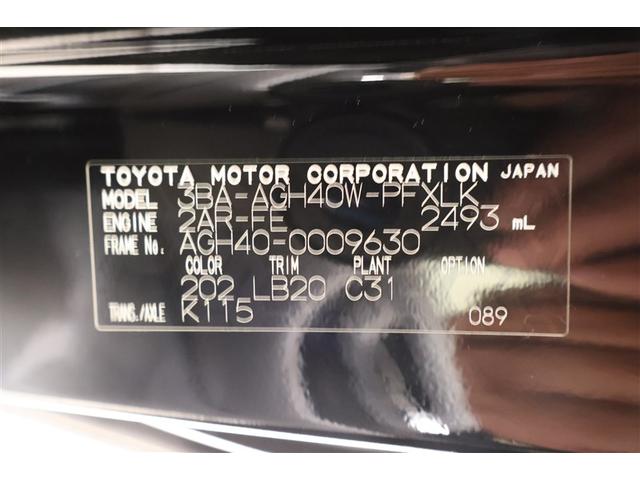 TOYOTA MOTOR CORPORATION JAPAN
MODEL 3BA-AGH40W-PFXLK
ENGINE 2AR-FE 2493 mL
FRAME No. AGH40-0009630
COLOR TRIM PLANT OPTION
202 LB20 C31
TRANS./AXLE K115 089